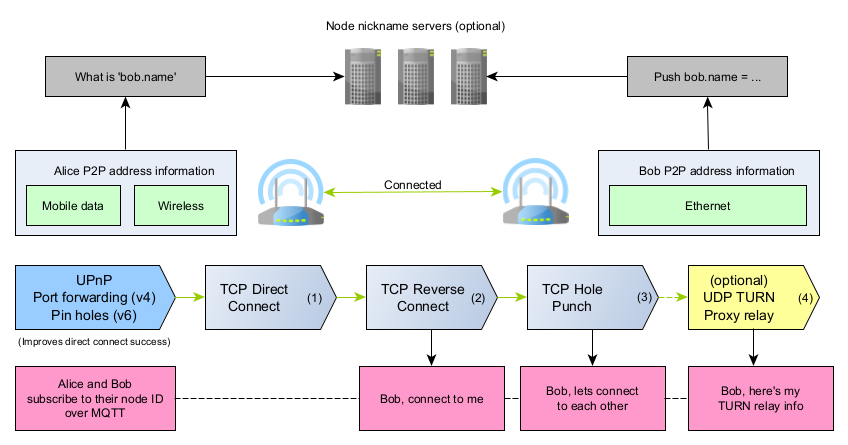 Node nickname servers (optional)
What is 'bob.name'
Push bob.name = ...
Alice P2P address information
Mobile data
Wireless
Connected
Bob P2P address information
Ethernet
UPnP
Port forwarding (v4)
Pin holes (v6)
(Improves direct connect success)
TCP Direct
Connect
(1)
TCP Reverse
Connect
(2)
TCP Hole
Punch
(3)
(optional)
UDP TURN
Proxy relay
(4)
Alice and Bob
subscribe to their node ID
over MQTT
Bob, connect to me
Bob, lets connect
to each other
Bob, here's my
TURN relay info